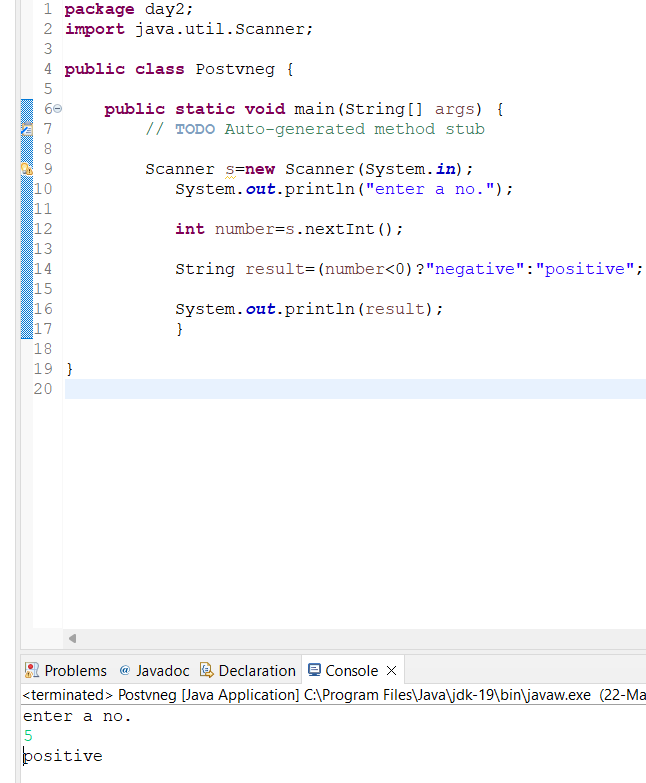 1 package day2;
2 import java.util.Scanner;
3
4 public class Postvneg {
5
6 public static void main(String[] args) {
7 // TODO Auto-generated method stub
8
9 Scanner s=new Scanner(System.in);
10 System.out.println("enter a no.");
11
12 int number=s.nextInt();
13
14 String result=(number<0)?"negative":"positive";
15
16 System.out.println(result);
17 }
18
19 }
20
Problems @ Javadoc Declaration Console
<terminated> Postvneg [Java Application] C:\Program Files\Java\jdk-19\bin\javaw.exe (22-Ma
enter a no.
5
positive